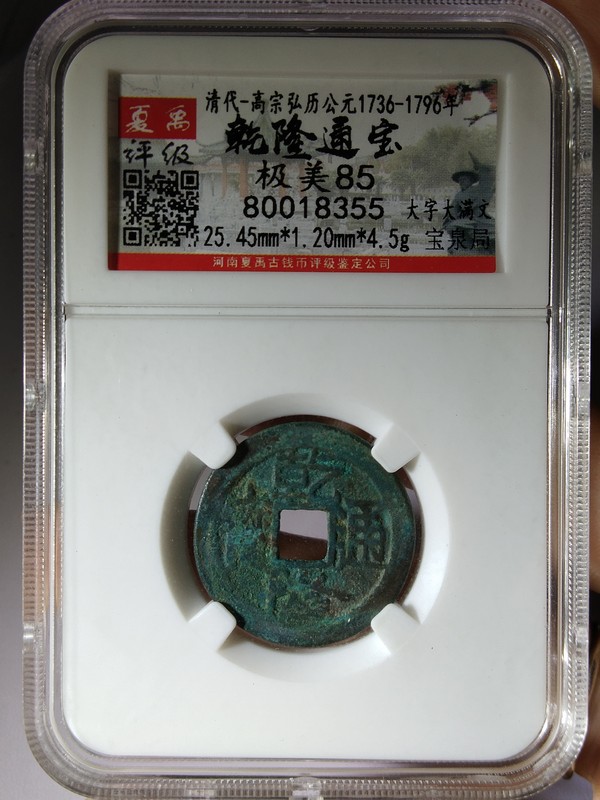 清代-高宗弘历公元1736-1796年
夏禹
评级
乾隆通宝
极美85
80018355 大字大满文
25.45mm*1.20mm*4.5g 宝泉局
河南夏禹古钱币评级鉴定公司
乾
通